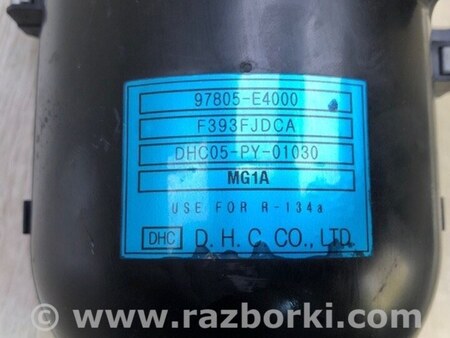 97805-E4000
F393FJDCA
DHC05-PY-01030
MG1A
USE FOR R-134a
DHC D. H. C. CO., LTD.
© www.razborki.com